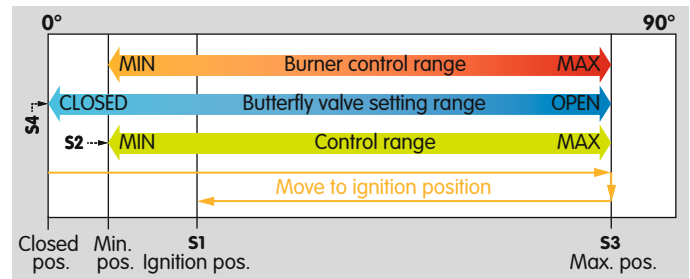 0° 90°
MIN Burner control range MAX
CLOSED Butterfly valve setting range OPEN
S4
S2 MIN Control range MAX
Move to ignition position
Closed pos.
Min. pos.
S1 Ignition pos.
S3 Max. pos.